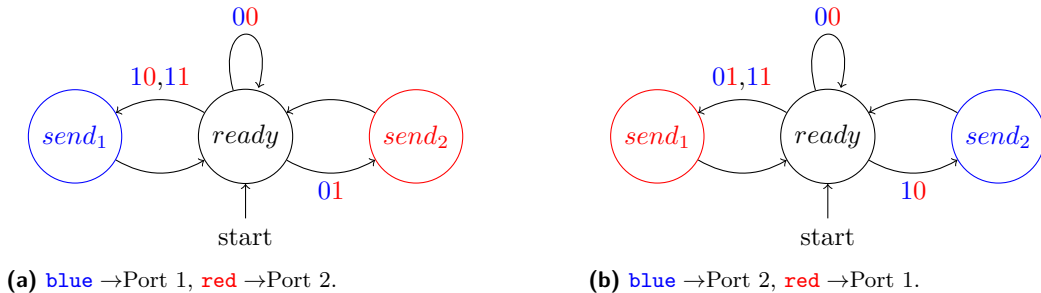 00
10,11
send1
ready
send2
01
start
(a) blue →Port 1, red →Port 2.
00
01,11
send1
ready
send2
10
start
(b) blue →Port 2, red →Port 1.